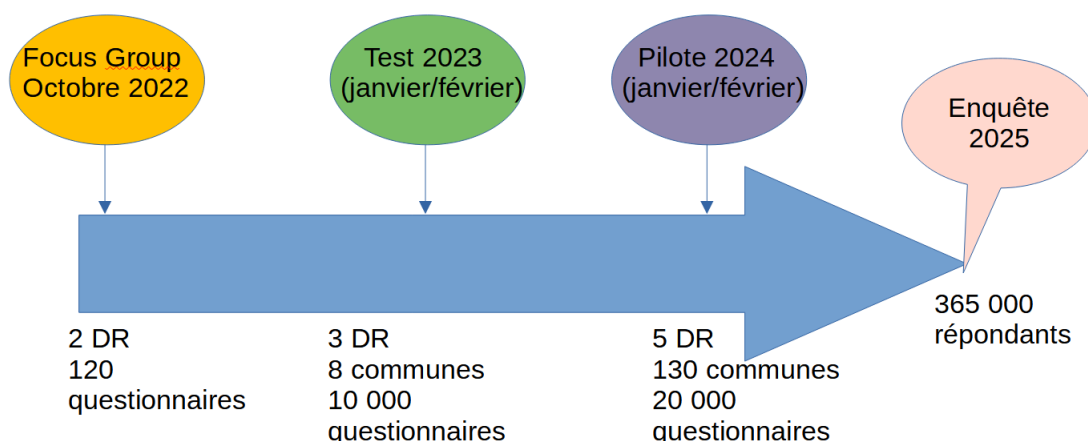 Focus Group
Octobre 2022
Test 2023
(janvier/février)
Pilote 2024
(janvier/février)
Enquête
2025
2 DR
120
questionnaires
3 DR
8 communes
10 000
questionnaires
5 DR
130 communes
20 000
questionnaires
365 000
répondants